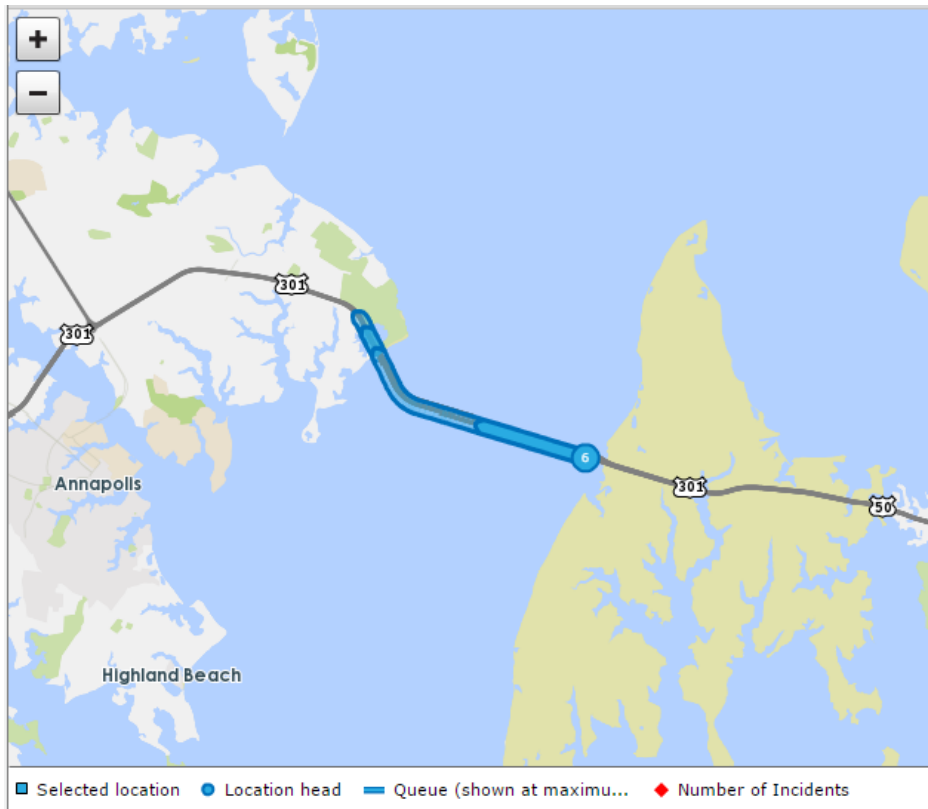 +
−
301
301
6
Annapolis
301
50
Highland Beach
Selected location Location head Queue (shown at maximu... Number of Incidents